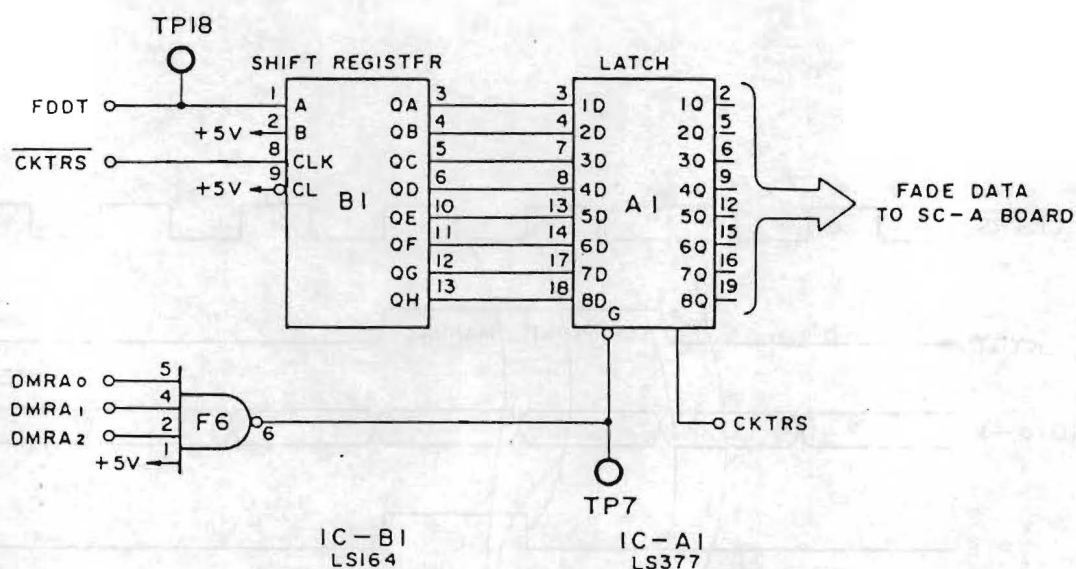 TP18
SHIFT REGISTFR
LATCH
FDDT
1
A
QA
3
3
1D
1Q
2
+5V
2
B
QB
4
4
2D
2Q
5
CKTRS
8
CLK
QC
5
7
3D
3Q
6
+5V
9
CL
QD
6
8
4D
4Q
9
B1
A1
QE
10
13
5D
5Q
12
QF
11
14
6D
6Q
15
QG
12
17
7D
7Q
16
QH
13
18
8D
8Q
19
G
FADE DATA
TO SC-A BOARD
DMRA0
5
DMRA1
4
DMRA2
2
+5V
1
F6
6
CKTRS
TP7
IC-B1
LS164
IC-A1
LS377